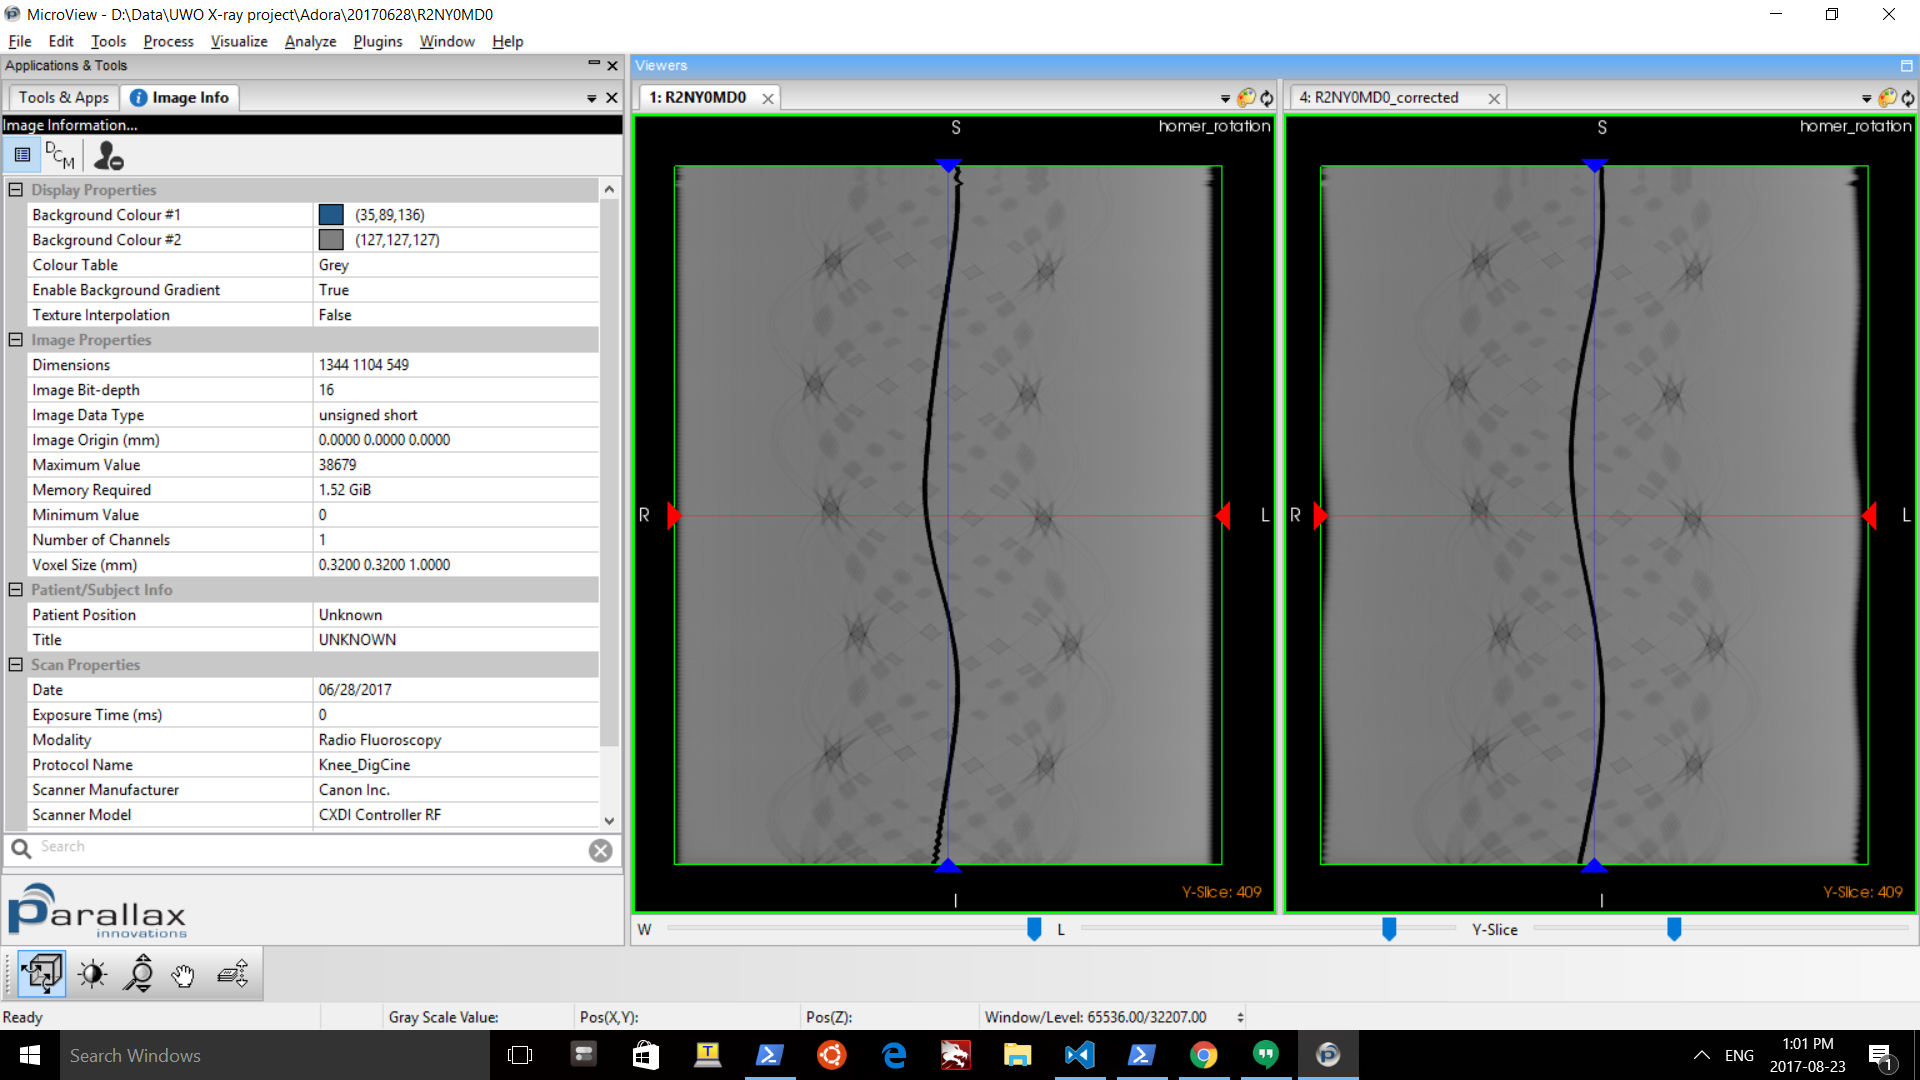 MicroView - D:\Data\UWO X-ray project\Adora\20170628\R2NY0MD0
File Edit Tools Process Visualize Analyze Plugins Window Help
Applications & Tools
Tools & Apps
Image Info
Image Information...
DCM
Display Properties
Background Colour #1 (35,89,136)
Background Colour #2 (127,127,127)
Colour Table Grey
Enable Background Gradient True
Texture Interpolation False
Image Properties
Dimensions 1344 1104 549
Image Bit-depth 16
Image Data Type unsigned short
Image Origin (mm) 0.0000 0.0000 0.0000
Maximum Value 38679
Memory Required 1.52 GiB
Minimum Value 0
Number of Channels 1
Voxel Size (mm) 0.3200 0.3200 1.0000
Patient/Subject Info
Patient Position Unknown
Title UNKNOWN
Scan Properties
Date 06/28/2017
Exposure Time (ms) 0
Modality Radio Fluoroscopy
Protocol Name Knee_DigCine
Scanner Manufacturer Canon Inc.
Scanner Model CXDI Controller RF
Search
Parallax
innovations
Viewers
1: R2NY0MD0
S homer_rotation
R L
Y-Slice: 409
I
4: R2NY0MD0_corrected
S homer_rotation
R L
Y-Slice: 409
I
W L Y-Slice
Ready Gray Scale Value: Pos(X,Y): Pos(Z): Window/Level: 65536.00/32207.00
Search Windows
T
ENG
1:01 PM
2017-08-23
1